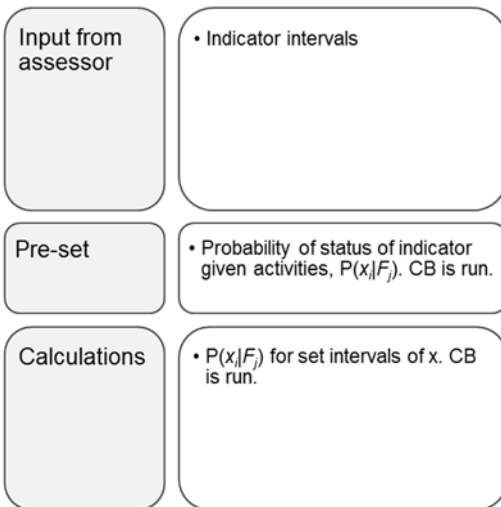 Input from
assessor
• Indicator intervals
Pre-set
• Probability of status of indicator
given activities, P(xᵢ|Fⱼ). CB is run.
Calculations
• P(xᵢ|Fⱼ) for set intervals of x. CB
is run.